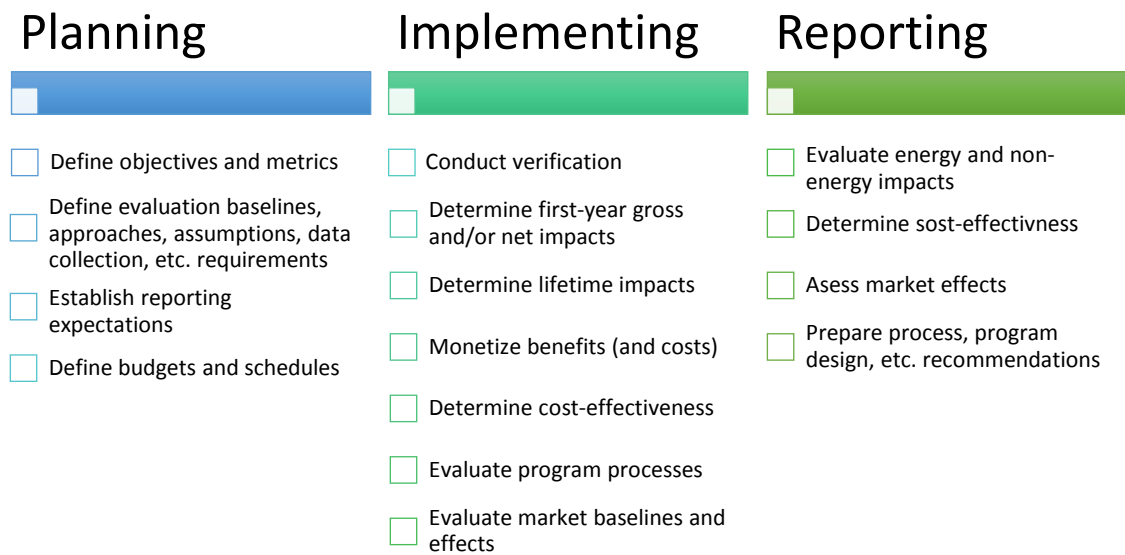 Planning
Define objectives and metrics
Define evaluation baselines,
approaches, assumptions, data
collection, etc. requirements
Establish reporting
expectations
Define budgets and schedules
Implementing
Conduct verification
Determine first-year gross
and/or net impacts
Determine lifetime impacts
Monetize benefits (and costs)
Determine cost-effectiveness
Evaluate program processes
Evaluate market baselines and
effects
Reporting
Evaluate energy and non-
energy impacts
Determine sost-effectivness
Asess market effects
Prepare process, program
design, etc. recommendations